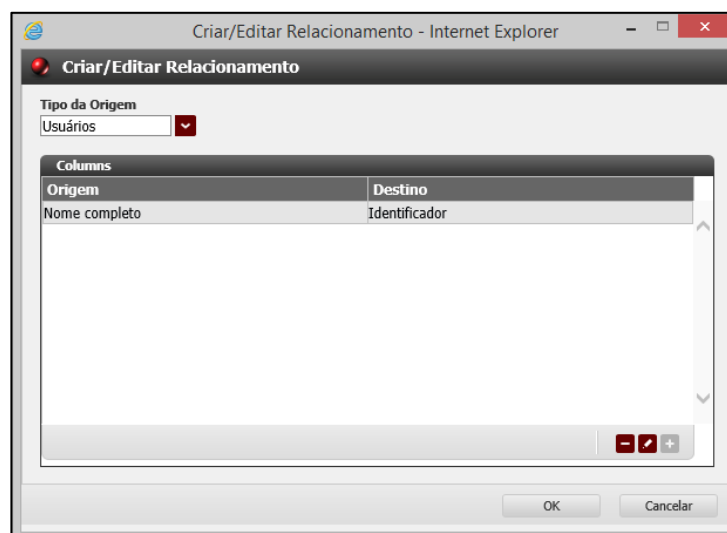 Criar/Editar Relacionamento - Internet Explorer
Criar/Editar Relacionamento
Tipo da Origem
Usuários
Columns
Origem Destino
Nome completo Identificador
OK Cancelar